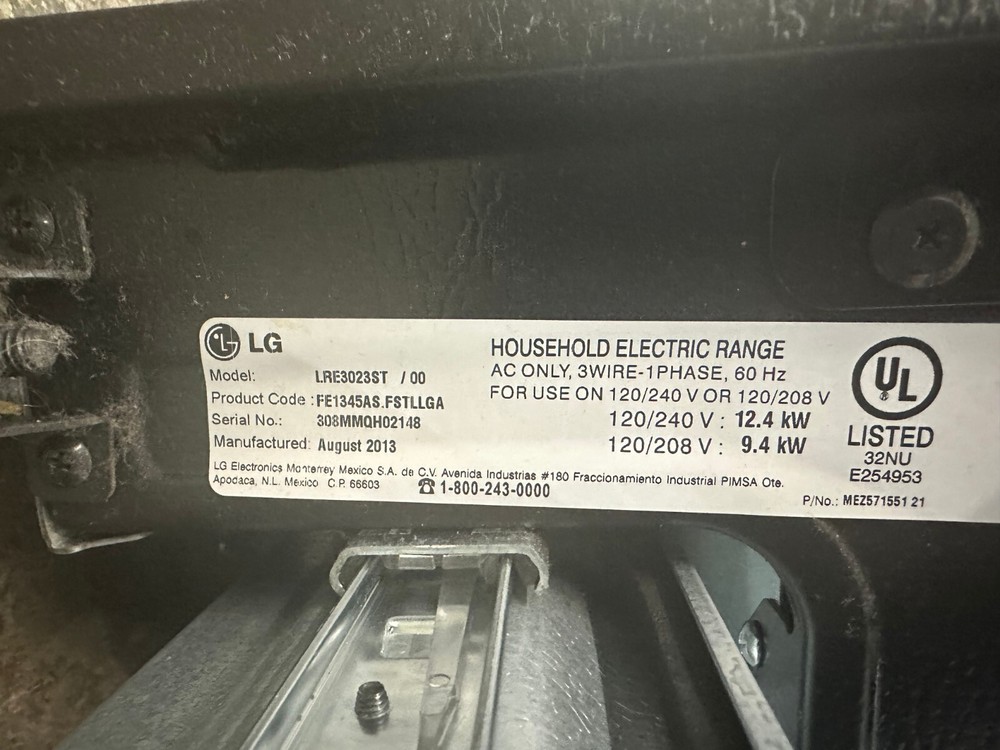 LG
Model: LRE3023ST / 00
Product Code : FE1345AS.FSTLLGA
Serial No.: 308MMQH02148
Manufactured: August 2013
HOUSEHOLD ELECTRIC RANGE
AC ONLY, 3WIRE-1PHASE, 60 Hz
FOR USE ON 120/240 V OR 120/208 V
120/240 V : 12.4 kW
120/208 V : 9.4 kW
UL
LISTED
32NU
E254953
LG Electronics Monterrey Mexico S.A. de C.V. Avenida Industrias #180 Fraccionamiento Industrial PIMSA Ote.
Apodaca, N.L. Mexico C.P. 66603 ☎ 1-800-243-0000
P/No.: MEZ571551 21